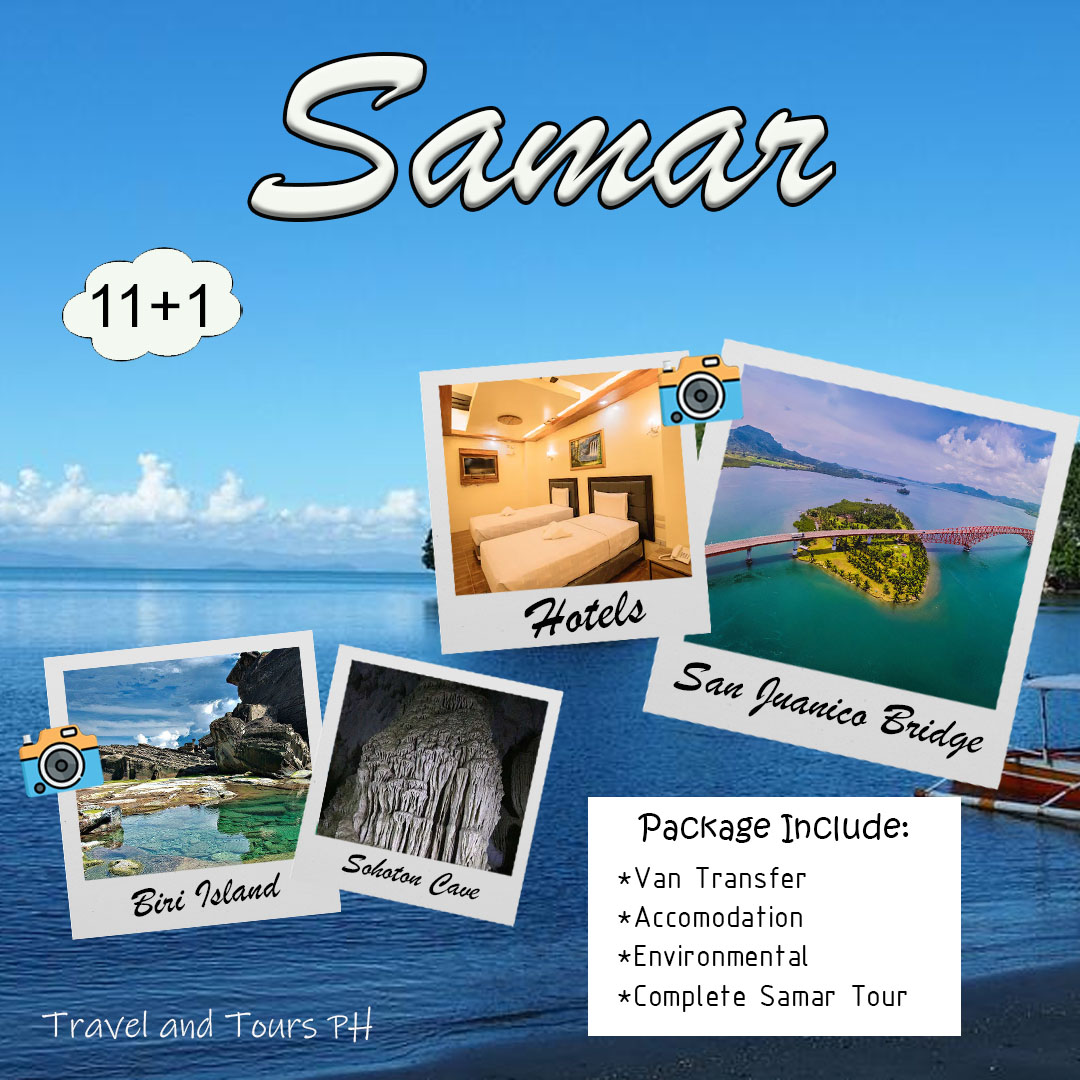 Samar
11+1
Hotels
San Juanico Bridge
Biri Island
Sohoton Cave
Package Include:
*Van Transfer
*Accomodation
*Environmental
*Complete Samar Tour
Travel and Tours PH